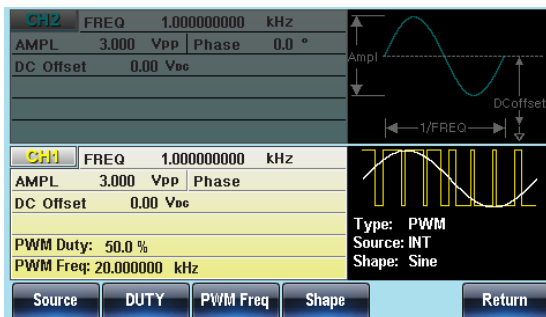 CH2 FREQ 1.000000000 kHz
AMPL 3.000 Vpp Phase 0.0 °
DC Offset 0.00 VDC
Ampl
DCoffset
1/FREQ
CH1 FREQ 1.000000000 kHz
AMPL 3.000 Vpp Phase
DC Offset 0.00 VDC
PWM Duty: 50.0 %
PWM Freq: 20.000000 kHz
Type: PWM
Source: INT
Shape: Sine
Source DUTY PWM Freq Shape Return